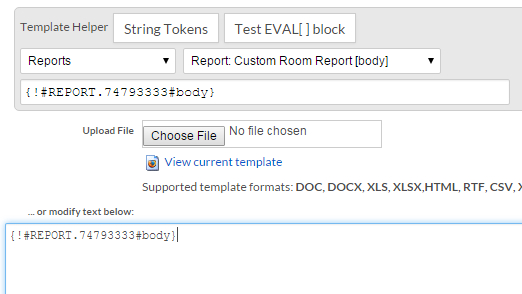 Template Helper String Tokens Test EVAL[ ] block
Reports Report: Custom Room Report [body]
{!#REPORT.74793333#body}
Upload File Choose File No file chosen
View current template
Supported template formats: DOC, DOCX, XLS, XLSX,HTML, RTF, CSV,
... or modify text below:
{!#REPORT.74793333#body}